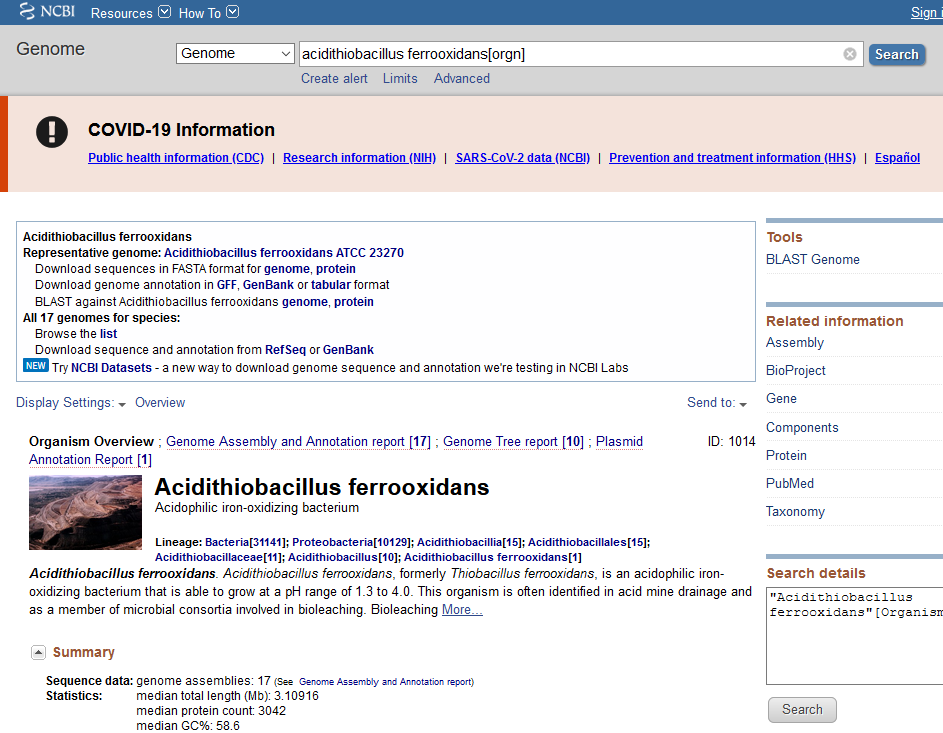 NCBI Resources How To Sign i
Genome Genome acidithiobacillus ferrooxidans[orgn] Search
Create alert Limits Advanced
COVID-19 Information
Public health information (CDC) | Research information (NIH) | SARS-CoV-2 data (NCBI) | Prevention and treatment information (HHS) | Español
Acidithiobacillus ferrooxidans
Representative genome: Acidithiobacillus ferrooxidans ATCC 23270
Download sequences in FASTA format for genome, protein
Download genome annotation in GFF, GenBank or tabular format
BLAST against Acidithiobacillus ferrooxidans genome, protein
All 17 genomes for species:
Browse the list
Download sequence and annotation from RefSeq or GenBank
NEW Try NCBI Datasets - a new way to download genome sequence and annotation we're testing in NCBI Labs
Display Settings: Overview Send to:
Organism Overview ; Genome Assembly and Annotation report [17] ; Genome Tree report [10] ; Plasmid ID: 1014
Annotation Report [1]
Acidithiobacillus ferrooxidans
Acidophilic iron-oxidizing bacterium
Lineage: Bacteria[31141]; Proteobacteria[10129]; Acidithiobacillia[15]; Acidithiobacillales[15];
Acidithiobacillaceae[11]; Acidithiobacillus[10]; Acidithiobacillus ferrooxidans[1]
Acidithiobacillus ferrooxidans. Acidithiobacillus ferrooxidans, formerly Thiobacillus ferrooxidans, is an acidophilic iron-
oxidizing bacterium that is able to grow at a pH range of 1.3 to 4.0. This organism is often identified in acid mine drainage and
as a member of microbial consortia involved in bioleaching. Bioleaching More...
Summary
Sequence data: genome assemblies: 17 (See Genome Assembly and Annotation report)
Statistics: median total length (Mb): 3.10916
median protein count: 3042
median GC%: 58.6
Tools
BLAST Genome
Related information
Assembly
BioProject
Gene
Components
Protein
PubMed
Taxonomy
Search details
"Acidithiobacillus
ferrooxidans"[Organism
Search